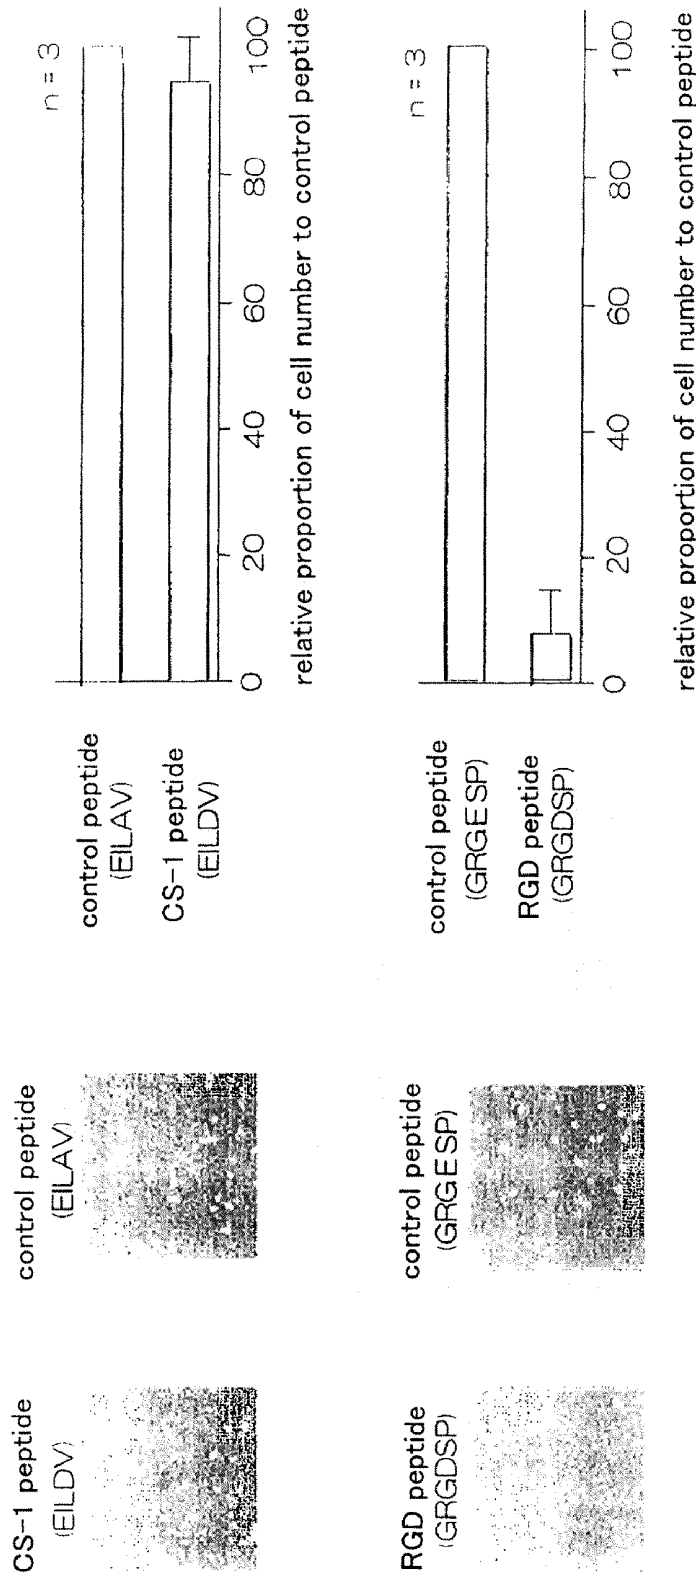 CS-1 peptide
(EILDV)
control peptide
(EILAV)
control peptide
(EILAV)
CS-1 peptide
(EILDV)
n = 3
0 20 40 60 80 100
relative proportion of cell number to control peptide
RGD peptide
(GRGDSP)
control peptide
(GRGESP)
control peptide
(GRGESP)
RGD peptide
(GRGDSP)
n = 3
0 20 40 60 80 100
relative proportion of cell number to control peptide